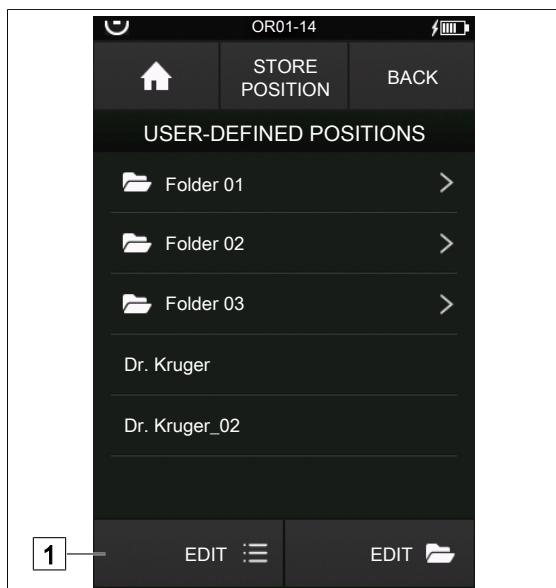 OR01-14
STORE
POSITION
BACK
USER-DEFINED POSITIONS
Folder 01
Folder 02
Folder 03
Dr. Kruger
Dr. Kruger_02
1
EDIT
EDIT